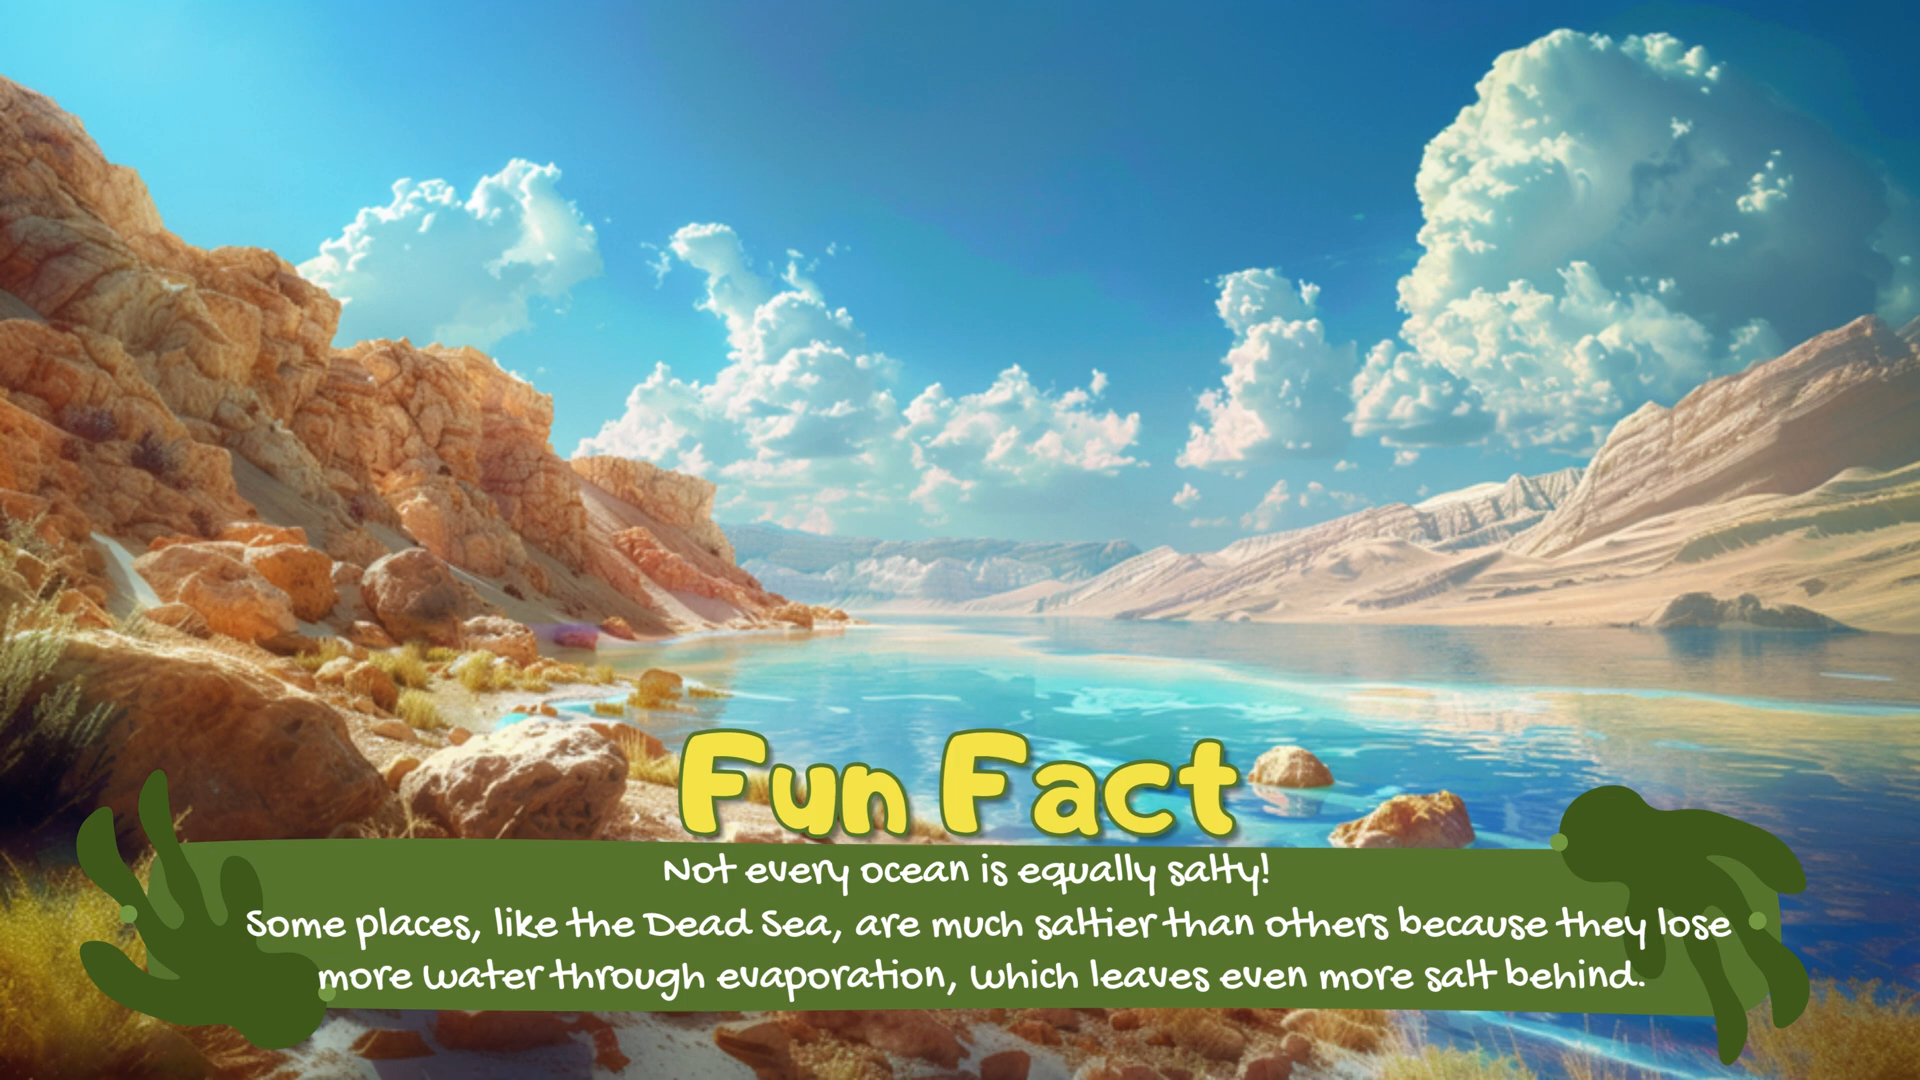 Fun Fact
Not every ocean is equally salty!
Some places, like the Dead Sea, are much saltier than others because they lose
more water through evaporation, which leaves even more salt behind.